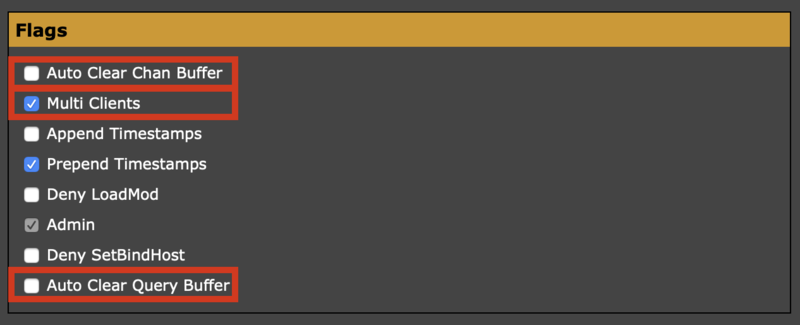 Flags
Auto Clear Chan Buffer
Multi Clients
Append Timestamps
Prepend Timestamps
Deny LoadMod
Admin
Deny SetBindHost
Auto Clear Query Buffer